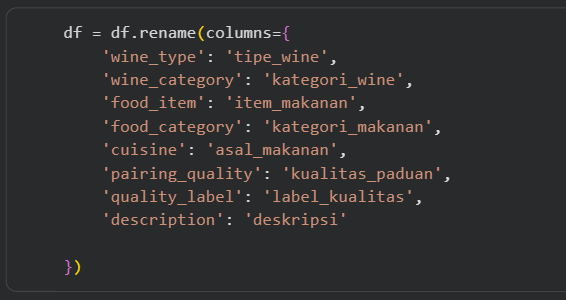 df = df.rename(columns={
    'wine_type': 'tipe_wine',
    'wine_category': 'kategori_wine',
    'food_item': 'item_makanan',
    'food_category': 'kategori_makanan',
    'cuisine': 'asal_makanan',
    'pairing_quality': 'kualitas_paduan',
    'quality_label': 'label_kualitas',
    'description': 'deskripsi'
})